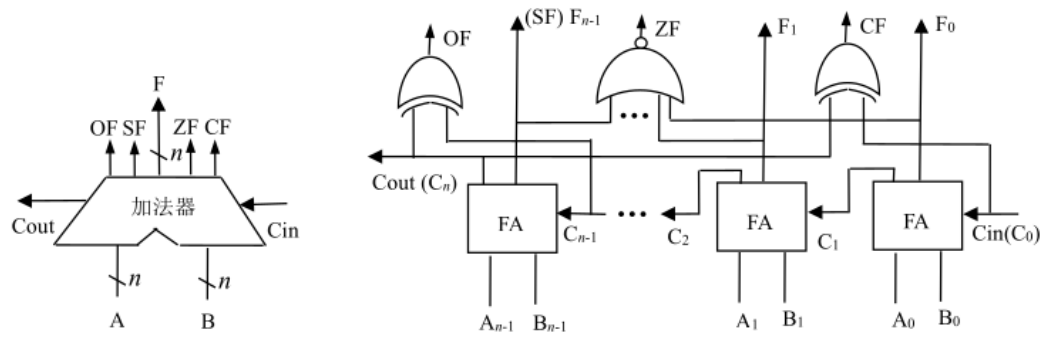 F
OF SF ZF CF
n
加法器
Cout
Cin
n n
A B
OF
(SF) Fn-1
ZF
F1
CF
F0
•••
Cout (Cn)
FA
Cn-1
•••
C2
FA
C1
FA
Cin(C0)
An-1 Bn-1
A1 B1
A0 B0